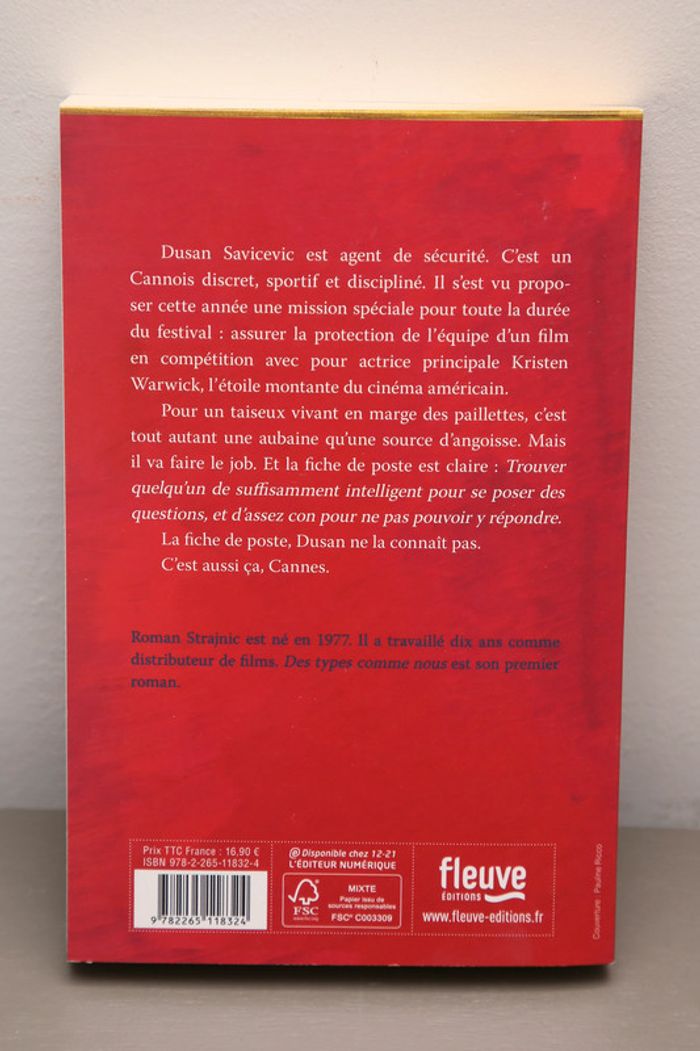 Dusan Savicevic est agent de sécurité. C'est un
Cannois discret, sportif et discipliné. Il s'est vu propo-
ser cette année une mission spéciale pour toute la durée
du festival : assurer la protection de l'équipe d'un film
en compétition avec pour actrice principale Kristen
Warwick, l'étoile montante du cinéma américain.
Pour un taiseux vivant en marge des paillettes, c'est
tout autant une aubaine qu'une source d'angoisse. Mais
il va faire le job. Et la fiche de poste est claire : Trouver
quelqu'un de suffisamment intelligent pour se poser des
questions, et d'assez con pour ne pas pouvoir y répondre.
La fiche de poste, Dusan ne la connaît pas.
C'est aussi ça, Cannes.
Roman Strajnic est né en 1977. Il a travaillé dix ans comme
distributeur de films. Des types comme nous est son premier
roman.
Prix TTC France : 16,90 €
ISBN 978-2-265-11832-4
9 782265 118324
@ Disponible chez 12-21
L'ÉDITEUR NUMÉRIQUE
FSC
www.fsc.org
MIXTE
Papier issu de
sources responsables
FSC® C003309
fleuve
ÉDITIONS
www.fleuve-editions.fr
Couverture : Pauline Ricco